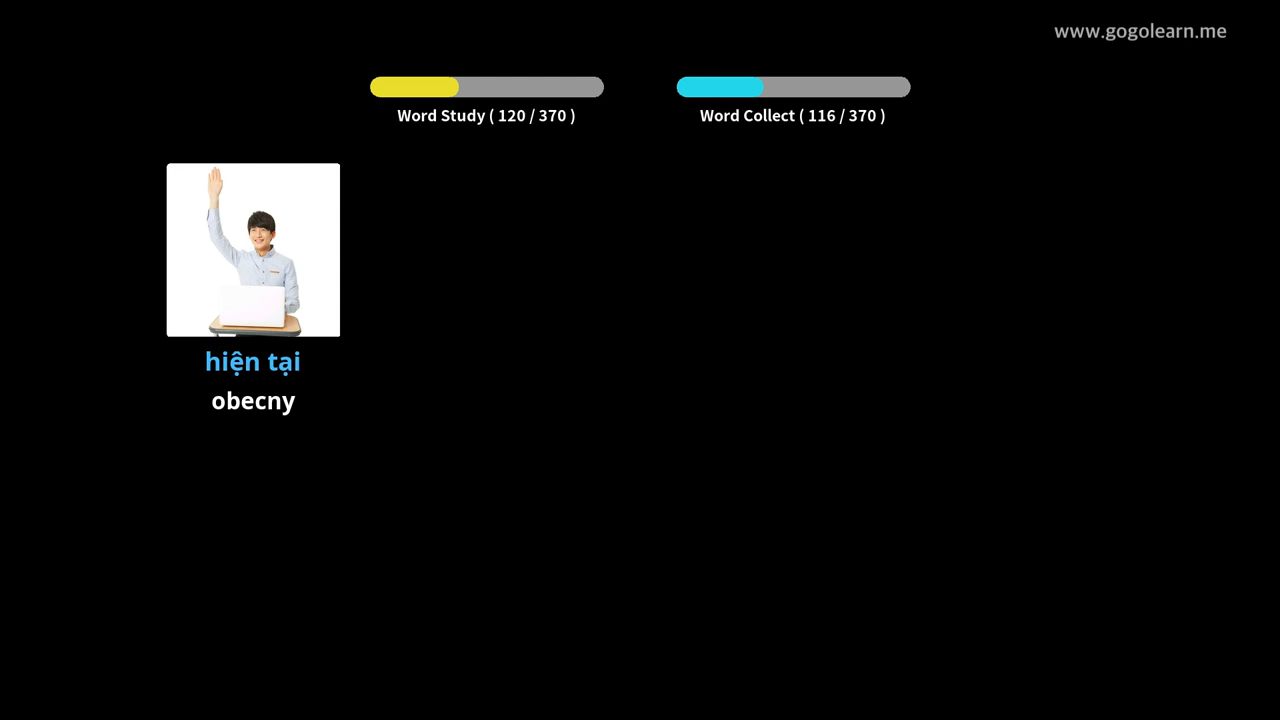 www.gogolearn.me
Word Study ( 120 / 370 )
Word Collect ( 116 / 370 )
hiện tại
obecny